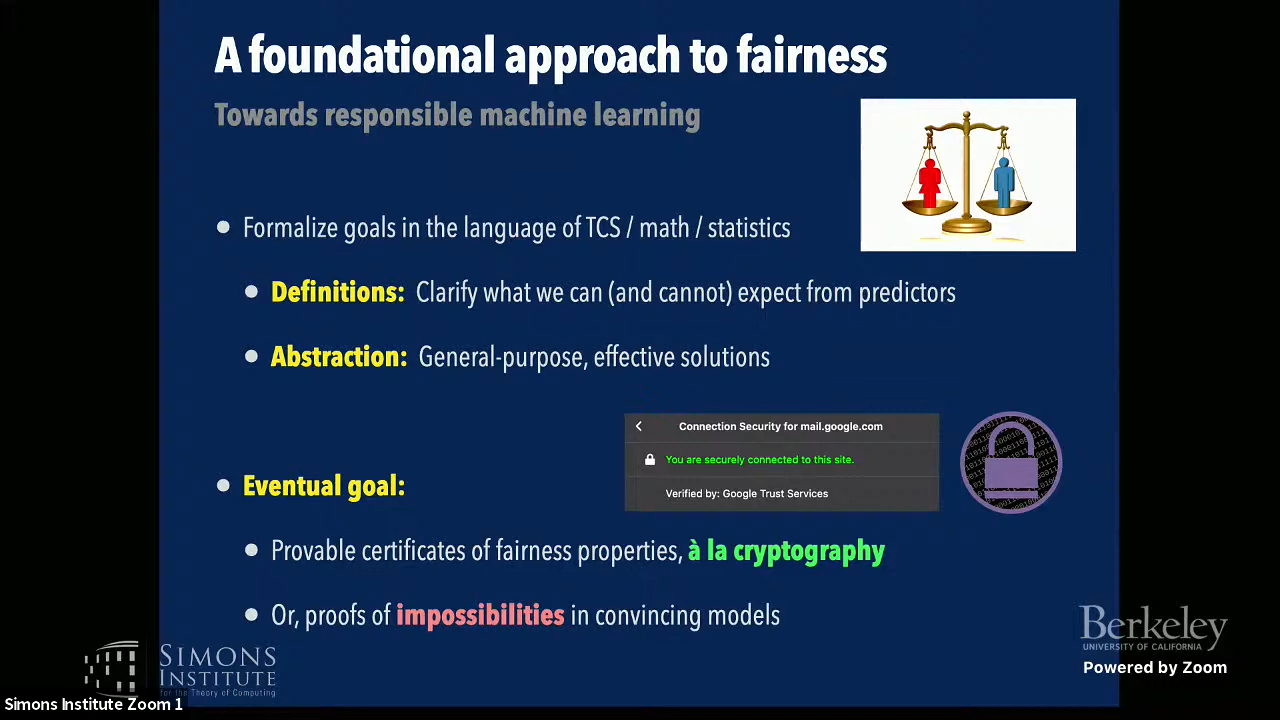 A foundational approach to fairness
Towards responsible machine learning
Formalize goals in the language of TCS / math / statistics
Definitions: Clarify what we can (and cannot) expect from predictors
Abstraction: General-purpose, effective solutions
Connection Security for mail.google.com
You are securely connected to this site.
Verified by: Google Trust Services
Eventual goal:
Provable certificates of fairness properties, à la cryptography
Or, proofs of impossibilities in convincing models
SIMONS
INSTITUTE
for the Theory of Computing
Berkeley
UNIVERSITY OF CALIFORNIA
Powered by Zoom
Simons Institute Zoom 1